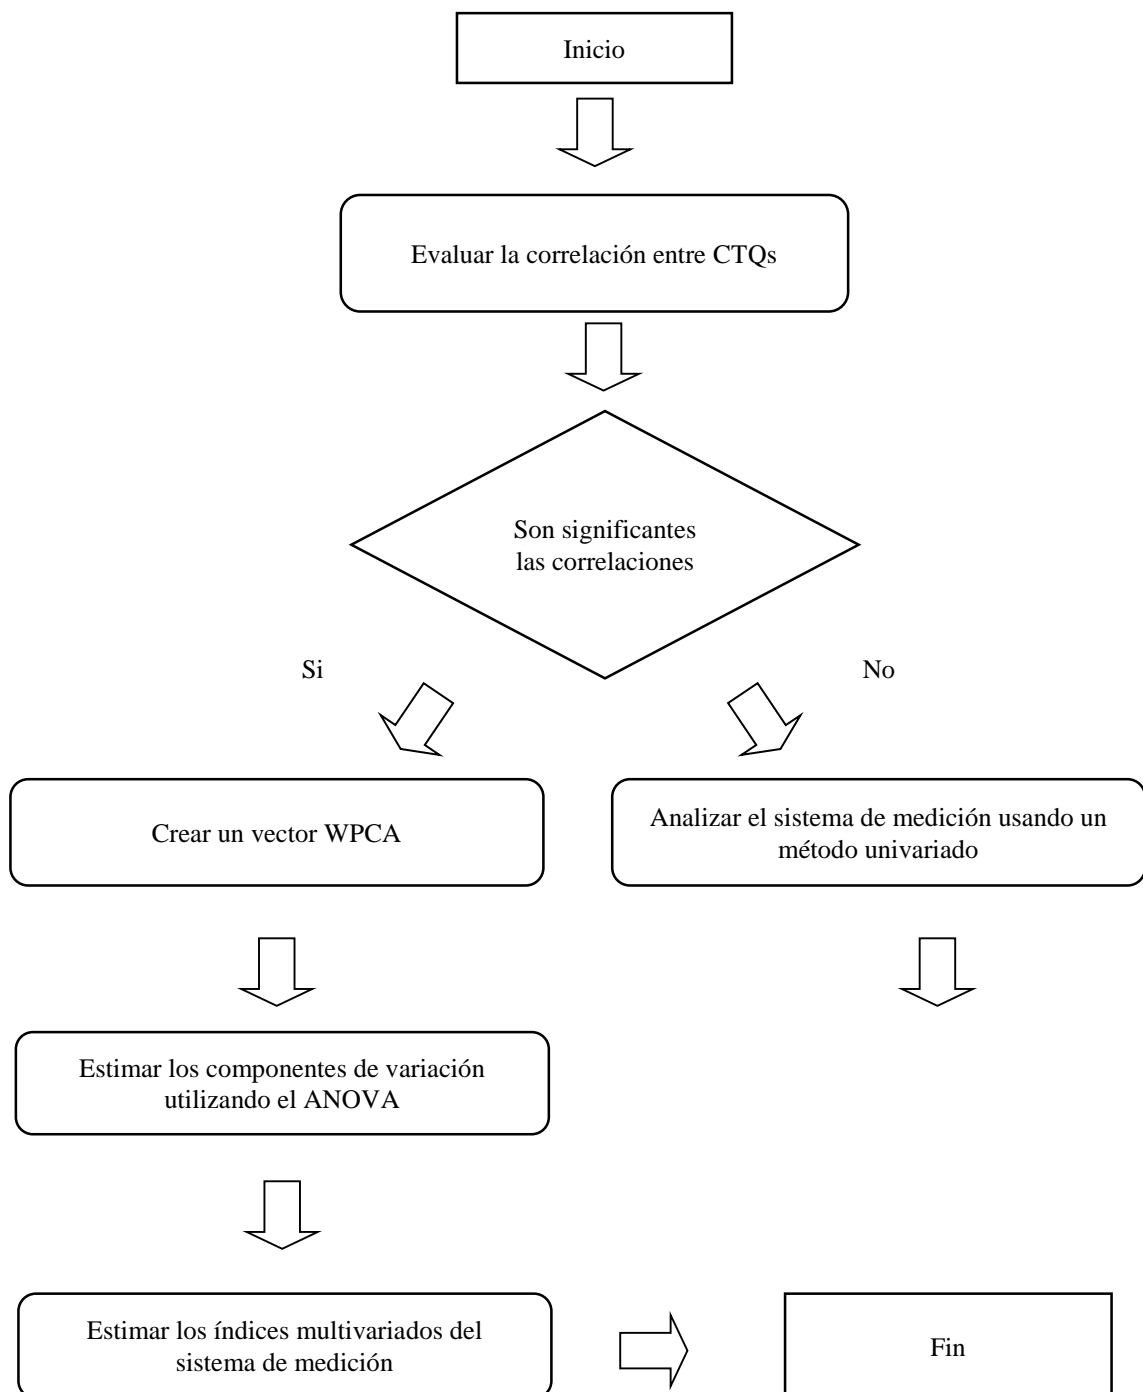 Inicio
Evaluar la correlación entre CTQs
Son significantes
las correlaciones
Si
No
Crear un vector WPCA
Analizar el sistema de medición usando un
método univariado
Estimar los componentes de variación
utilizando el ANOVA
Estimar los índices multivariados del
sistema de medición
Fin